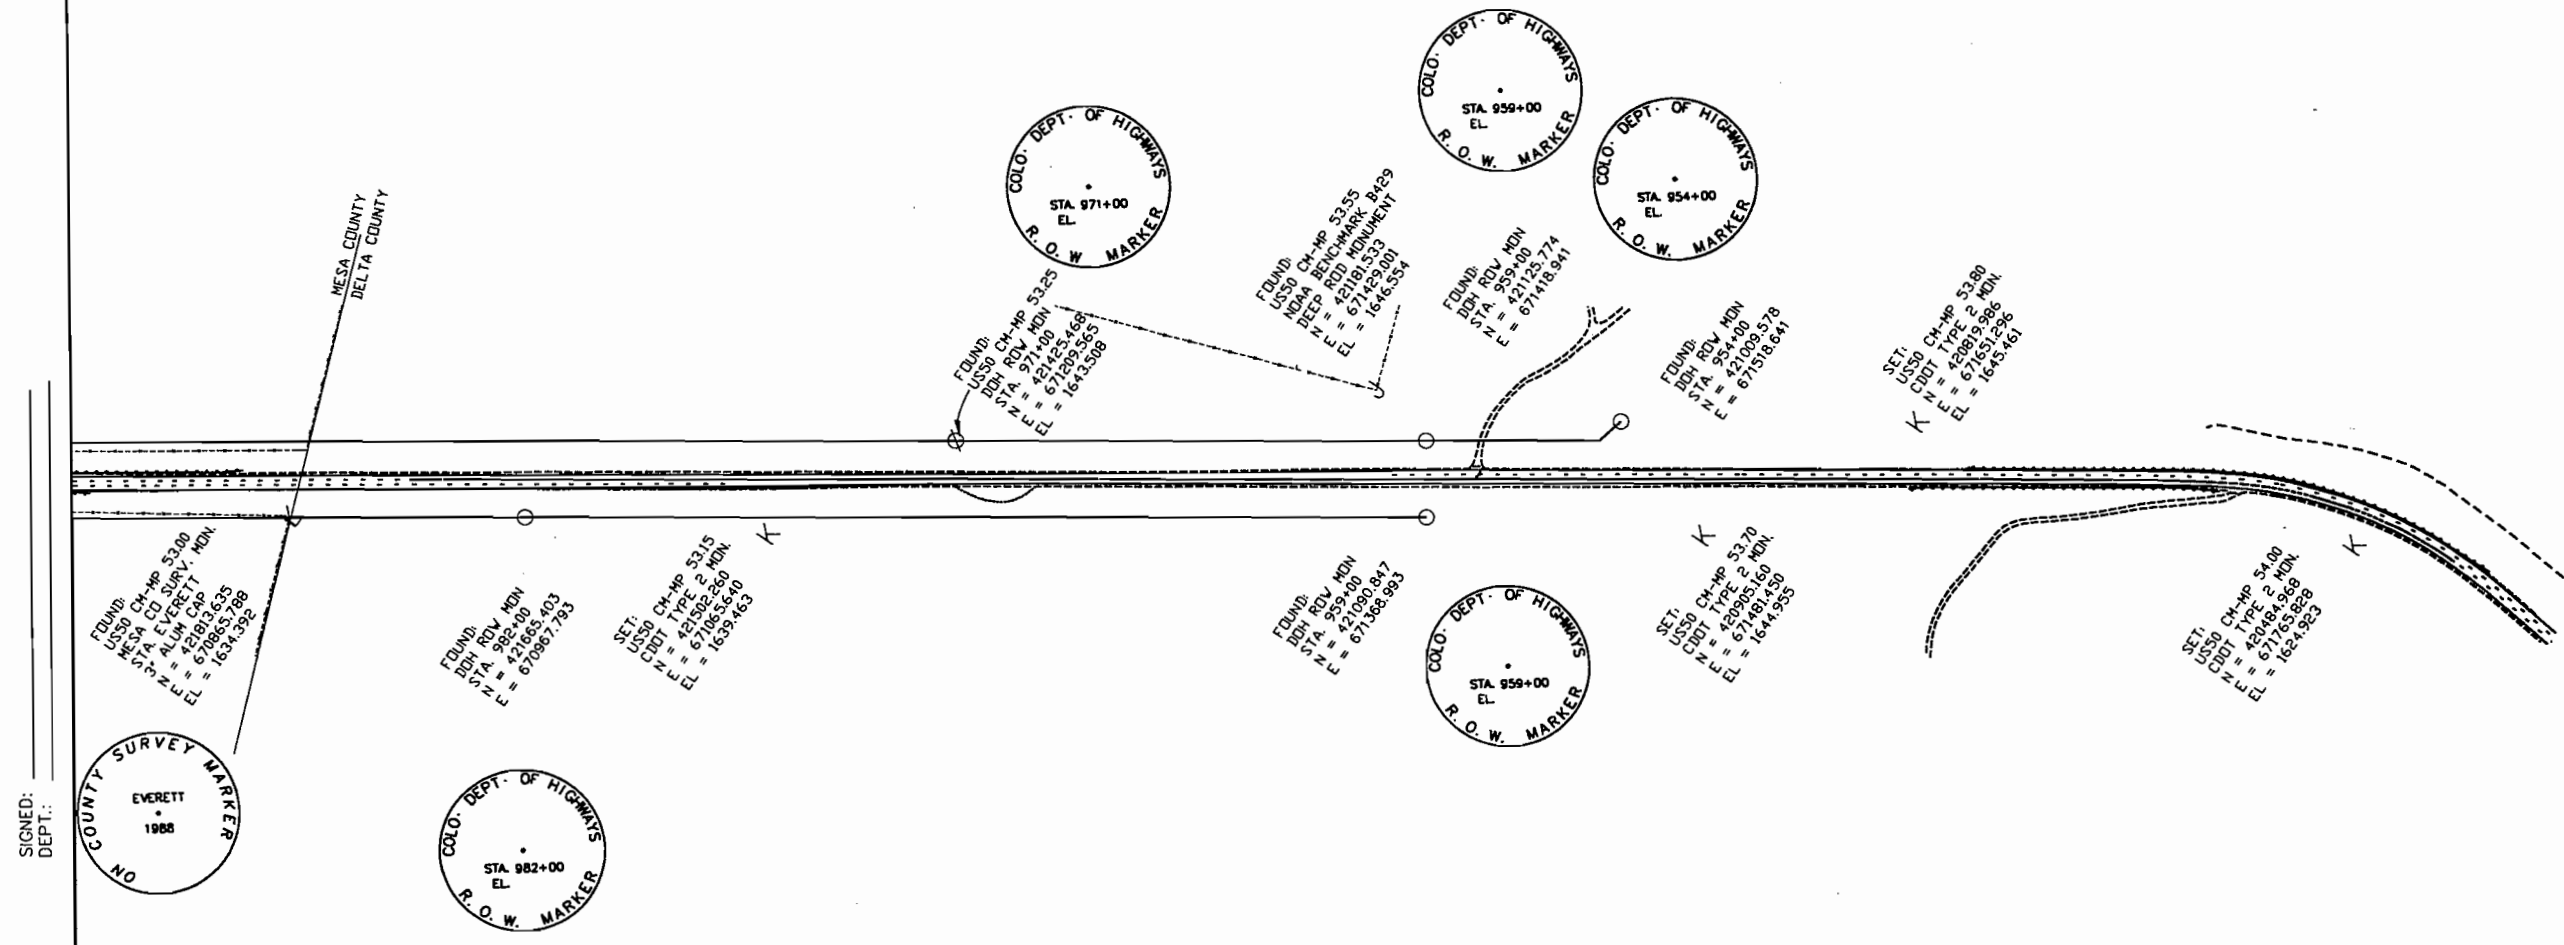 COLO. DEPT. OF HIGHWAYS
STA. 959+00
EL.
R. O. W. MARKER
COLO. DEPT. OF HIGHWAYS
STA. 971+00
EL.
R. O. W MARKER
COLO. DEPT. OF HIGHWAYS
STA. 954+00
EL.
R. O. W. MARKER
MESA COUNTY
DELTA COUNTY
FOUND:
US50 CM-MP 53.25
DOH ROW MON
STA. 971+00
N = 421425.468
E = 671209.565
EL = 1643.508
FOUND:
US50 CM-MP 53.55
NOAA BENCHMARK B429
DEEP ROD MONUMENT
N = 421181.533
E = 671429.001
EL = 1646.554
FOUND:
DOH ROW MON
STA. 959+00
N = 421125.774
E = 671418.941
FOUND:
DOH ROW MON
STA. 954+00
N = 421009.578
E = 671518.641
SET:
US50 CM-MP 53.80
CDOT TYPE 2 MON.
N = 420819.986
E = 671651.296
EL = 1645.461
FOUND:
US50 CM-MP 53.00
MESA CO SURV. MON.
STA. EVERETT
3" ALUM CAP
N = 421813.635
E = 670865.788
EL = 1634.392
FOUND:
DOH ROW MON
STA. 982+00
N = 421665.403
E = 670967.793
SET:
US50 CM-MP 53.15
CDOT TYPE 2 MON.
N = 421502.260
E = 671065.640
EL = 1639.463
FOUND:
DOH ROW MON
STA. 959+00
N = 421090.847
E = 671368.993
SET:
US50 CM-MP 53.70
CDOT TYPE 2 MON.
N = 420905.160
E = 671481.450
EL = 1644.955
SET:
US50 CM-MP 54.00
CDOT TYPE 2 MON.
N = 420484.968
E = 671765.828
EL = 1624.923
COLO. DEPT. OF HIGHWAYS
STA. 959+00
EL.
R. O. W. MARKER
NO COUNTY SURVEY MARKER
EVERETT
1988
COLO. DEPT. OF HIGHWAYS
STA. 982+00
EL.
R. O. W. MARKER
SIGNED:
DEPT.: